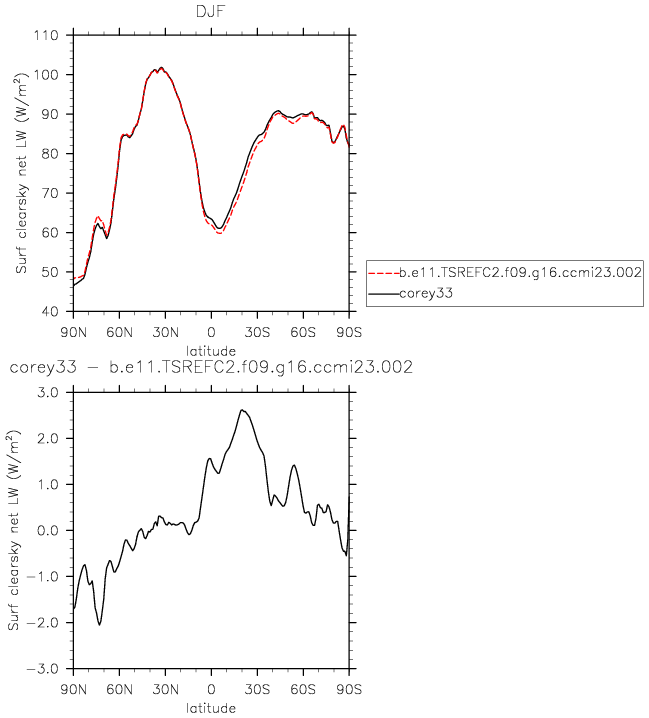 DJF
110
100
90
80
70
60
50
40
Surf clearsky net LW (W/m²)
90N 60N 30N 0 30S 60S 90S
latitude
b.e11.TSREFC2.f09.g16.ccmi23.002
corey33
corey33 − b.e11.TSREFC2.f09.g16.ccmi23.002
3.0
2.0
1.0
0.0
−1.0
−2.0
−3.0
Surf clearsky net LW (W/m²)
90N 60N 30N 0 30S 60S 90S
latitude